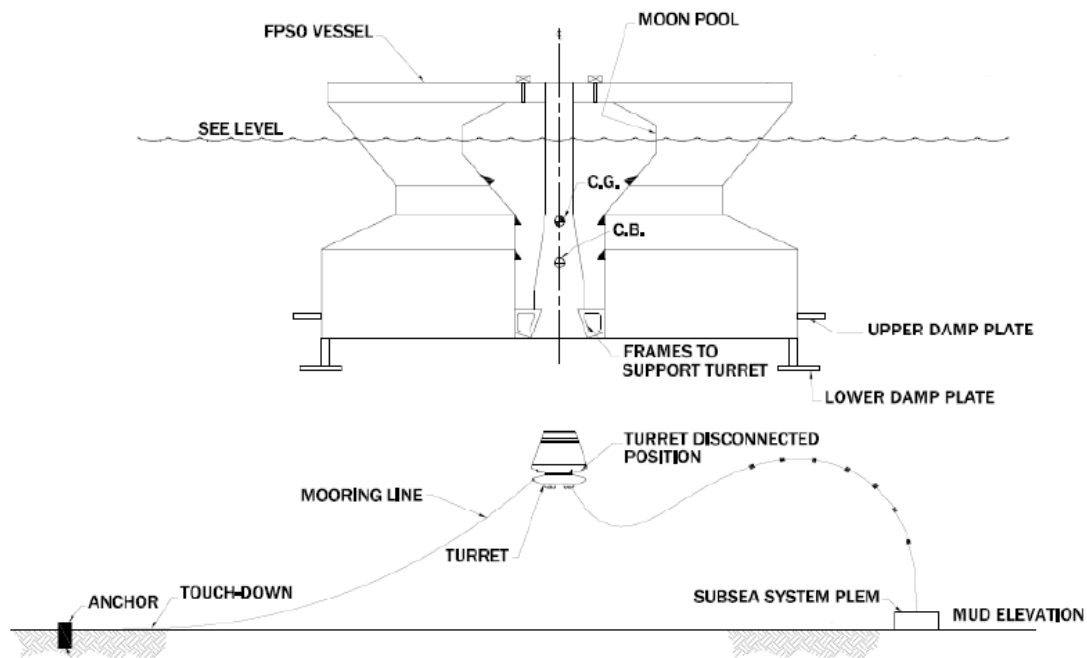 MOON POOL
FPSO VESSEL
℄
SEE LEVEL
C.G.
C.B.
UPPER DAMP PLATE
FRAMES TO
SUPPORT TURRET
LOWER DAMP PLATE
TURRET DISCONNECTED
POSITION
MOORING LINE
TURRET
TOUCH-DOWN
ANCHOR
SUBSEA SYSTEM PLEM
MUD ELEVATION